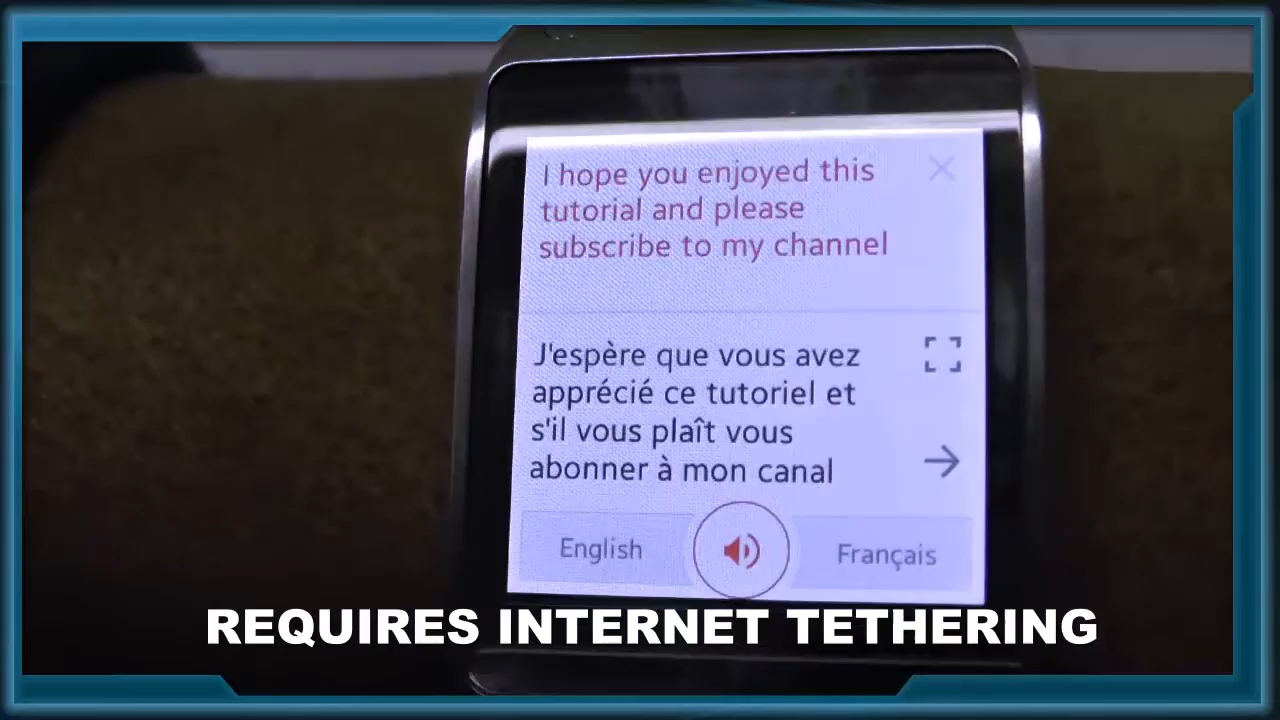 I hope you enjoyed this
tutorial and please
subscribe to my channel
J'espère que vous avez
apprécié ce tutoriel et
s'il vous plaît vous
abonner à mon canal
English
Français
REQUIRES INTERNET TETHERING